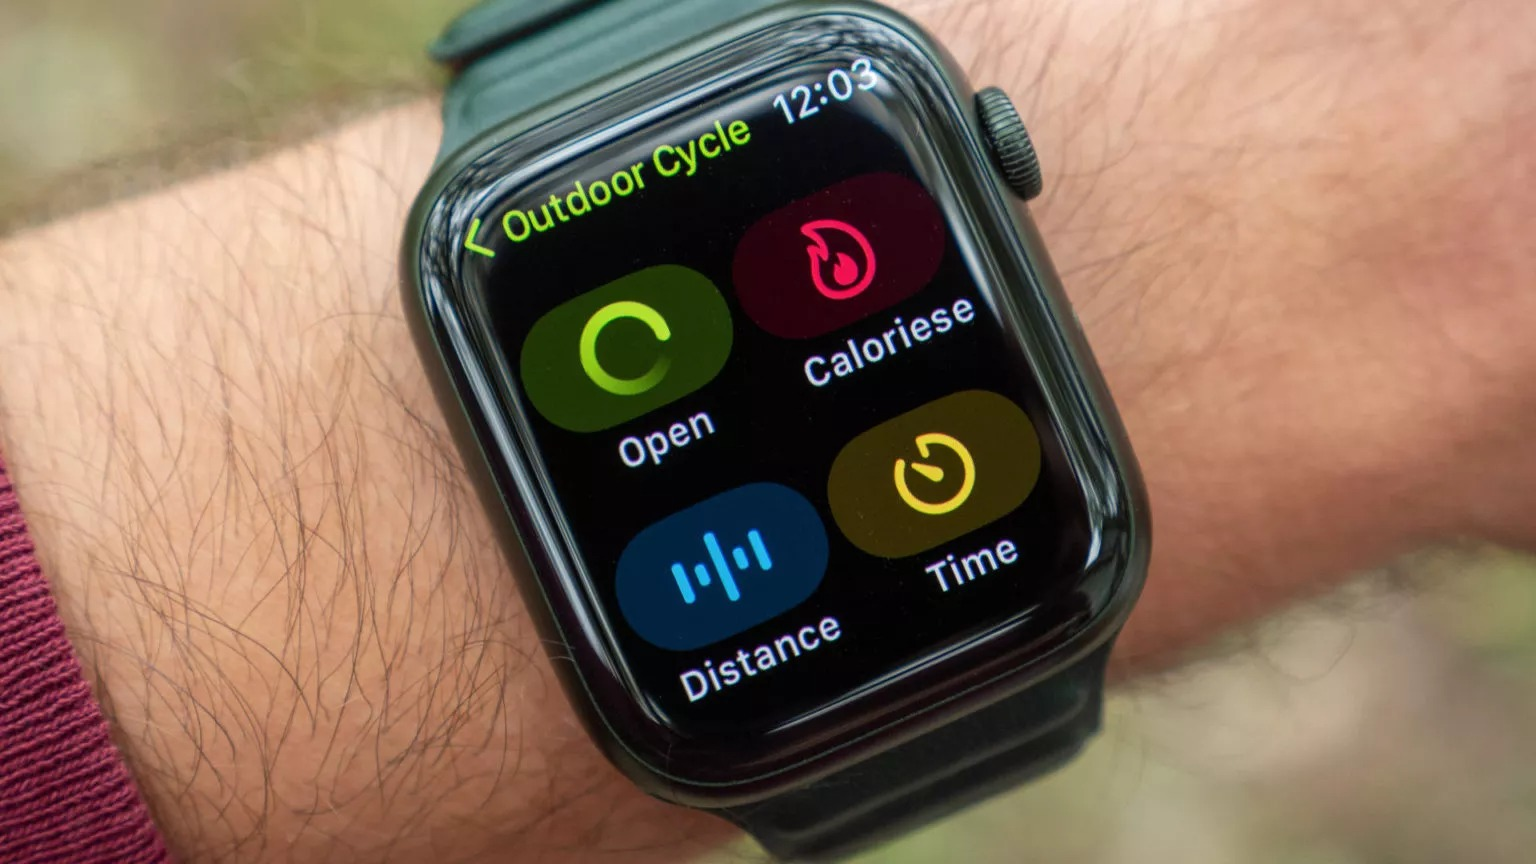 12:03
< Outdoor Cycle
Open
Caloriese
Distance
Time